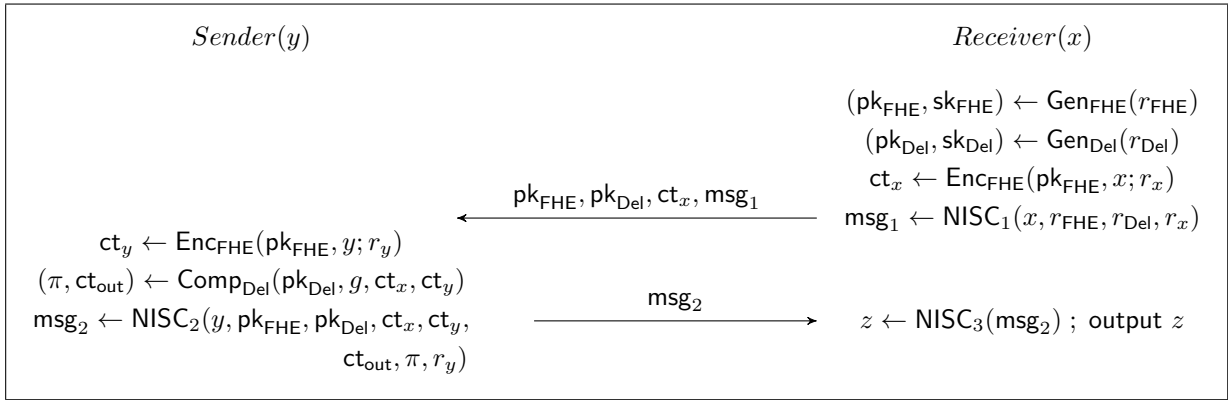 Sender(y)
Receiver(x)
(pk_FHE, sk_FHE) ← Gen_FHE(r_FHE)
(pk_Del, sk_Del) ← Gen_Del(r_Del)
ct_x ← Enc_FHE(pk_FHE, x; r_x)
pk_FHE, pk_Del, ct_x, msg_1
msg_1 ← NISC_1(x, r_FHE, r_Del, r_x)
ct_y ← Enc_FHE(pk_FHE, y; r_y)
(π, ct_out) ← Comp_Del(pk_Del, g, ct_x, ct_y)
msg_2 ← NISC_2(y, pk_FHE, pk_Del, ct_x, ct_y,
ct_out, π, r_y)
msg_2
z ← NISC_3(msg_2) ; output z